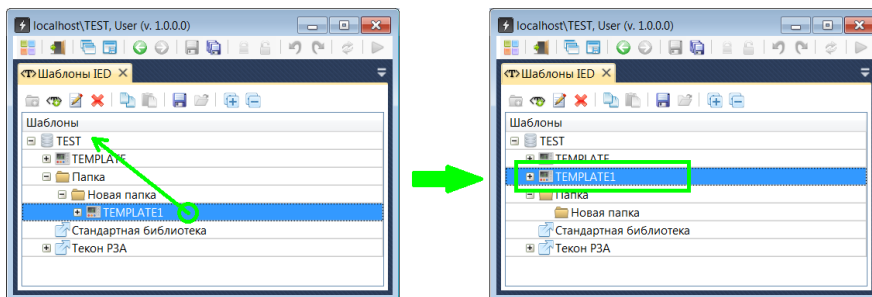 localhost\TEST, User (v. 1.0.0.0)
Шаблоны IED
Шаблоны
TEST
TEMPLATE
Папка
Новая папка
TEMPLATE1
Стандартная библиотека
Текон РЗА
localhost\TEST, User (v. 1.0.0.0)
Шаблоны IED
Шаблоны
TEST
TEMPLATE
TEMPLATE1
Папка
Новая папка
Стандартная библиотека
Текон РЗА